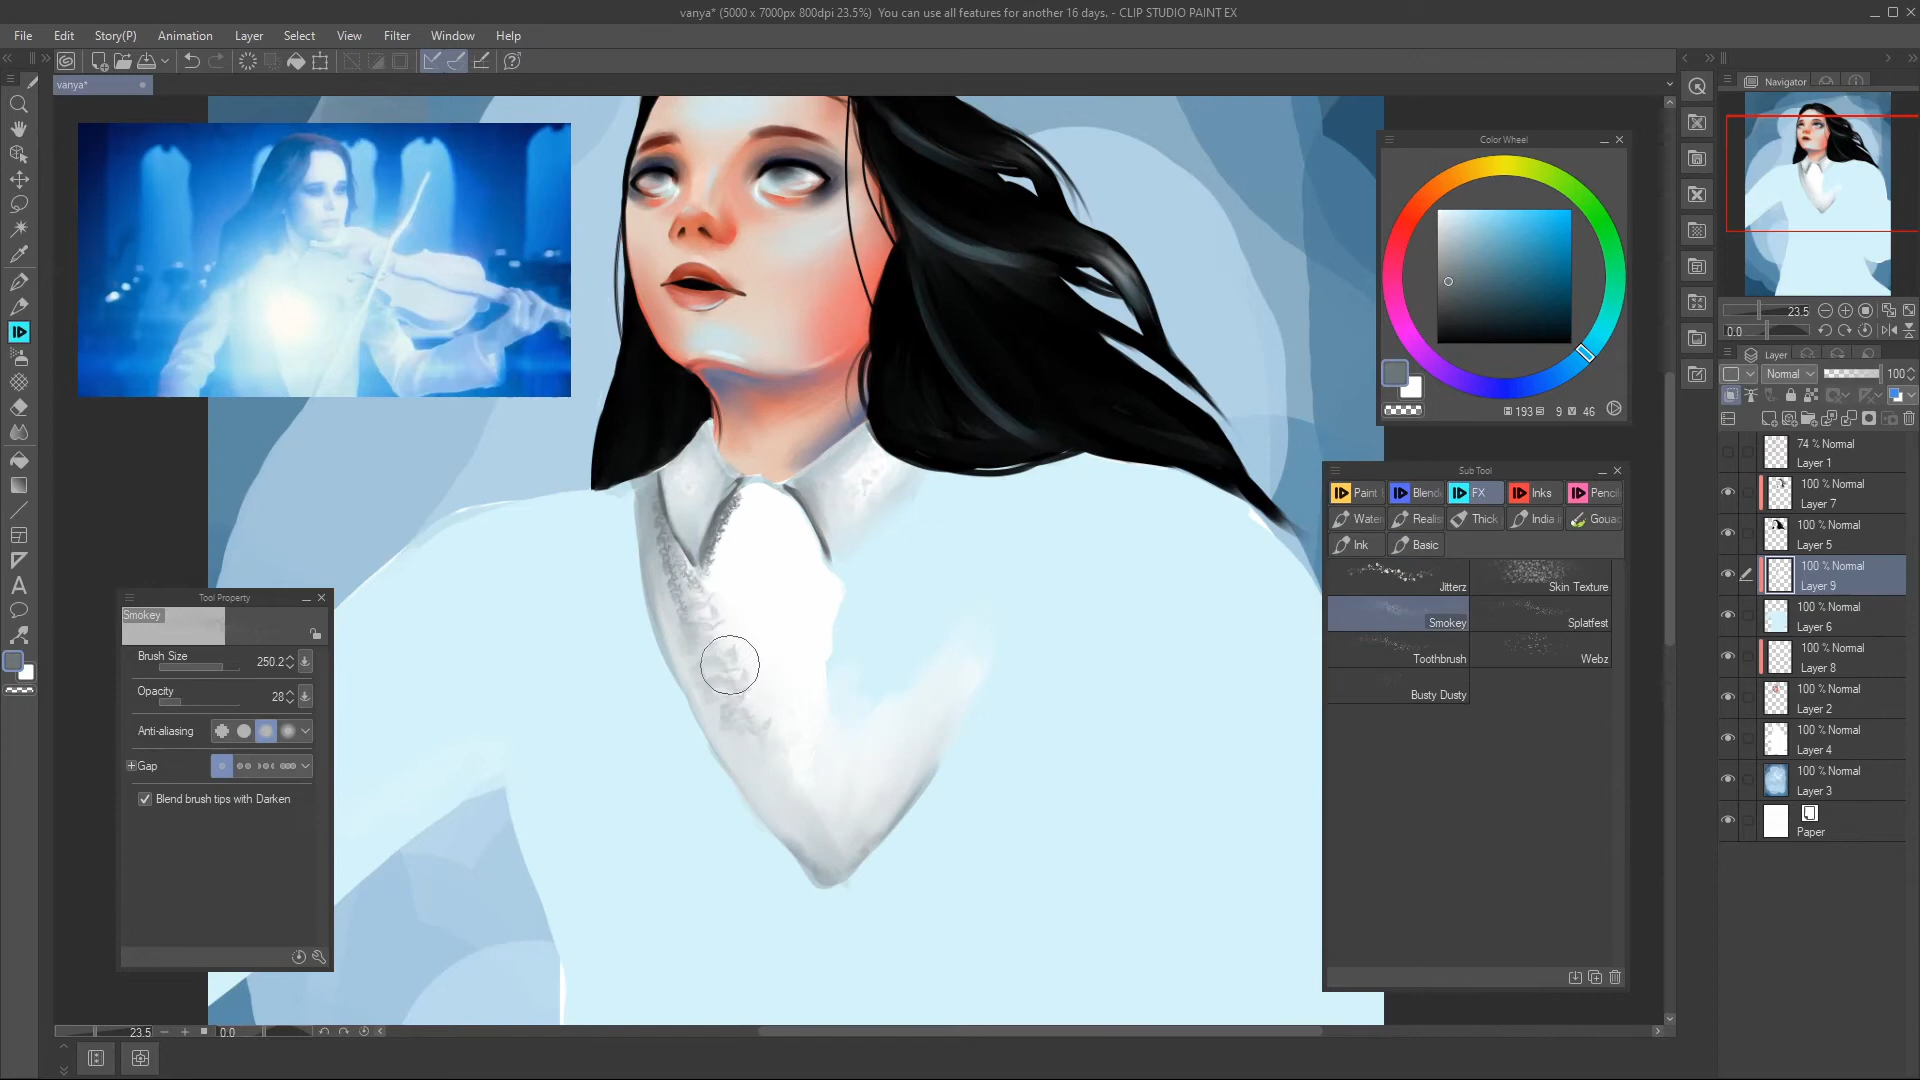 vanya* (5000 x 7000px 800dpi 23.5%) You can use all features for another 16 days. - CLIP STUDIO PAINT EX
File Edit Story(P) Animation Layer Select View Filter Window Help
vanya*
Navigator
23.5
0.0
Color Wheel
193 9 V 46
Layer
Normal 100
74 % Normal
Layer 1
100 % Normal
Layer 7
100 % Normal
Layer 5
100 % Normal
Layer 9
100 % Normal
Layer 6
100 % Normal
Layer 8
100 % Normal
Layer 2
100 % Normal
Layer 4
100 % Normal
Layer 3
Paper
Sub Tool
Paint Blend FX Inks Pencil
Water Realis Thick India i Gouac
Ink Basic
Jitterz Skin Texture
Smokey Splatfest
Toothbrush Webz
Busty Dusty
Tool Property
Smokey
Brush Size 250.2
Opacity 28
Anti-aliasing
Gap
Blend brush tips with Darken
23.5 0.0